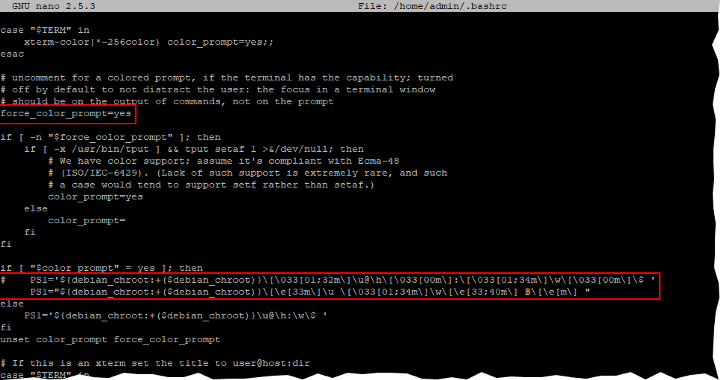 GNU nano 2.5.3 File: /home/admin/.bashrc
case "$TERM" in
xterm-color|*-256color) color_prompt=yes;;
esac
# uncomment for a colored prompt, if the terminal has the capability; turned
# off by default to not distract the user: the focus in a terminal window
# should be on the output of commands, not on the prompt
force_color_prompt=yes
if [ -n "$force_color_prompt" ]; then
if [ -x /usr/bin/tput ] && tput setaf 1 >&/dev/null; then
# We have color support; assume it's compliant with Ecma-48
# (ISO/IEC-6429). (Lack of such support is extremely rare, and such
# a case would tend to support setf rather than setaf.)
color_prompt=yes
else
color_prompt=
fi
fi
if [ "$color_prompt" = yes ]; then
# PS1='${debian_chroot:+($debian_chroot)}\[\033[01;32m\]\u@\h\[\033[00m\]:\[\033[01;34m\]\w\[\033[00m\]\$ '
PS1="${debian_chroot:+($debian_chroot)}\[\e[33m\]\u \[\033[01;34m\]\w\[\e[33;40m\] ฿\[\e[m\] "
else
PS1='${debian_chroot:+($debian_chroot)}\u@\h:\w\$ '
fi
unset color_prompt force_color_prompt
# If this is an xterm set the title to user@host:dir
case "$TERM" in